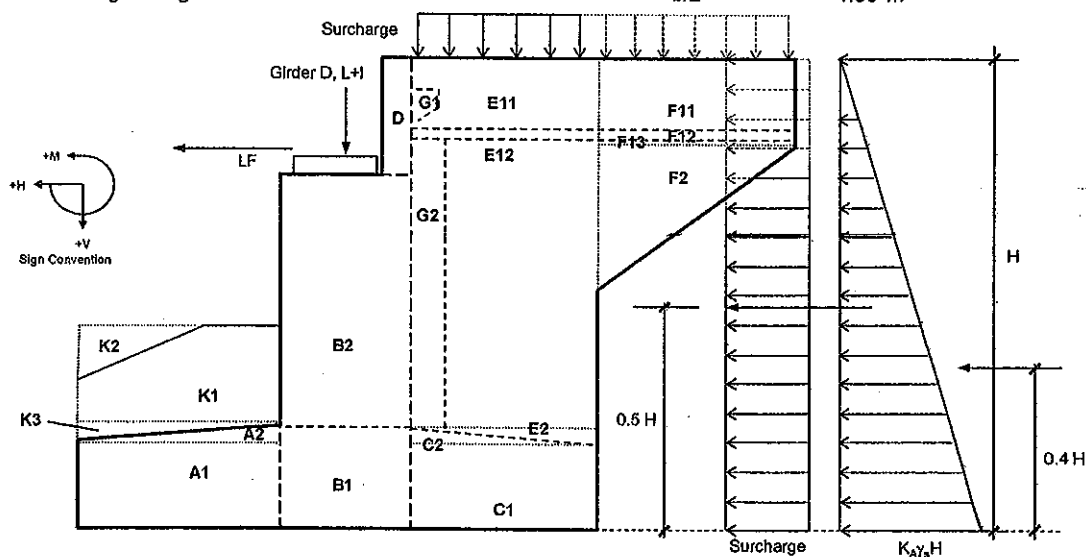 Surcharge
Girder D, L+I
D
G1
E11
F11
F12
F13
E12
LF
F2
+M
+H
+V
Sign Convention
G2
H
K2
B2
K1
0.5 H
K3
A2
E2
C2
0.4 H
A1
B1
C1
Surcharge
KAγsH